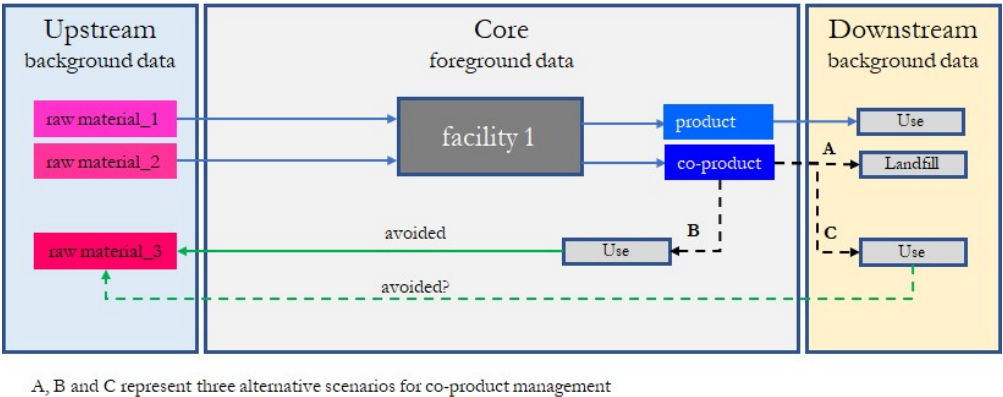 Upstream
background data
Core
foreground data
Downstream
background data
raw material_1
raw material_2
facility 1
product
co-product
Use
A
Landfill
B
C
raw material_3
avoided
Use
Use
avoided?
A, B and C represent three alternative scenarios for co-product management